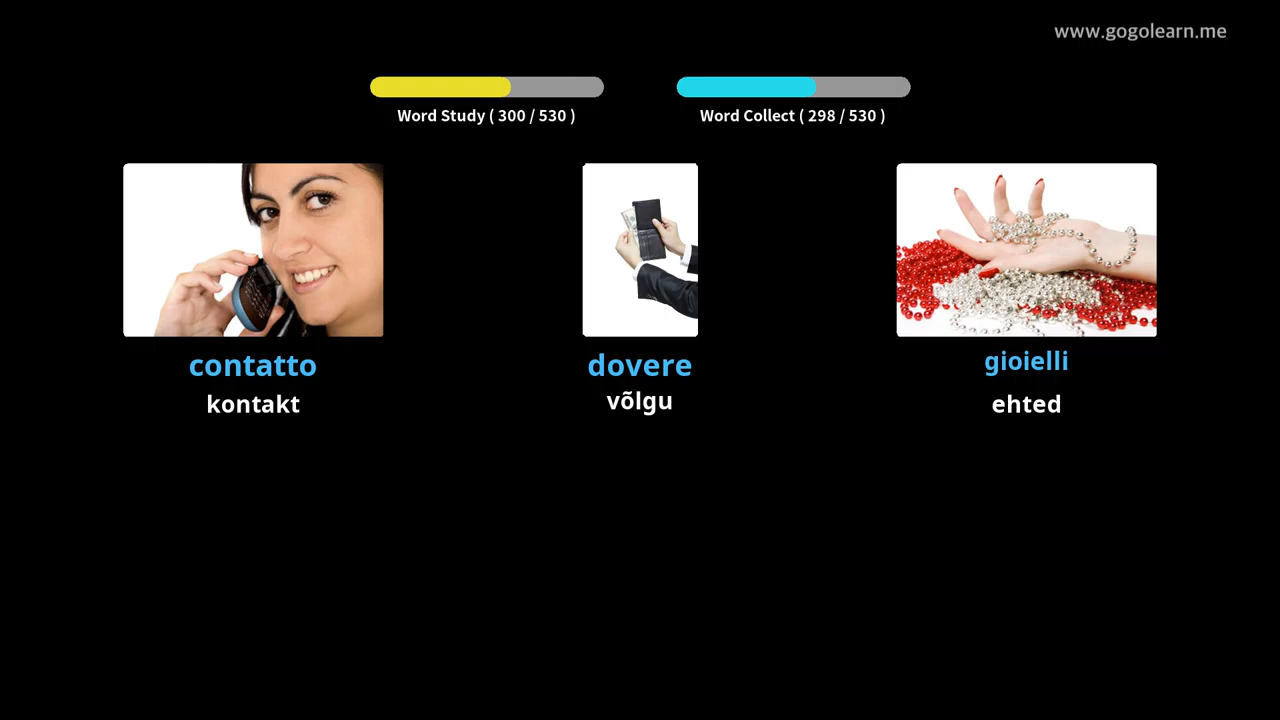 www.gogolearn.me
Word Study ( 300 / 530 )
Word Collect ( 298 / 530 )
contatto
kontakt
dovere
võlgu
gioielli
ehted